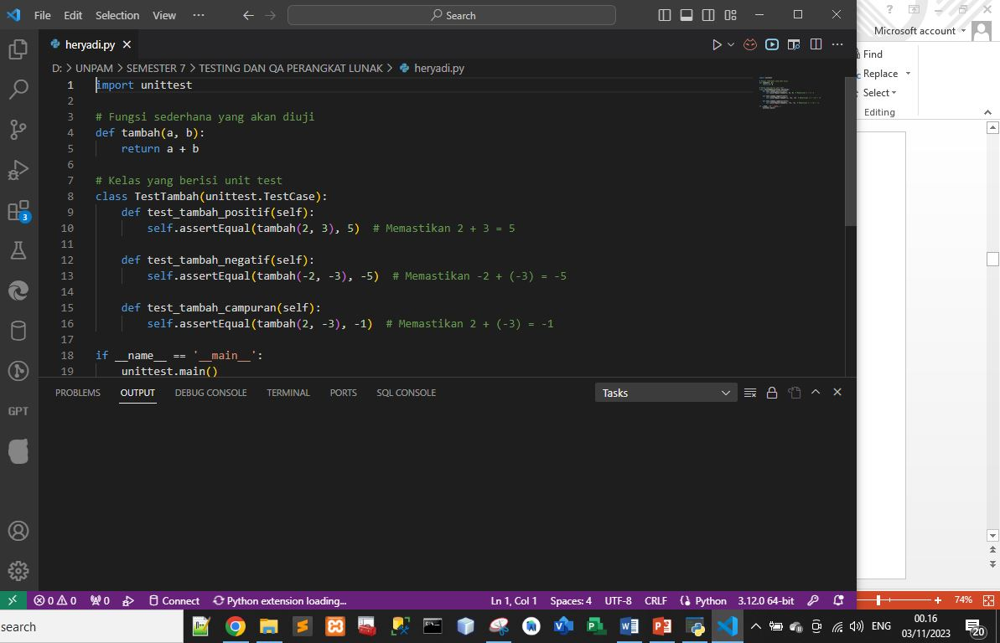 File Edit Selection View ··· Search
Microsoft account
heryadi.py
Find
D: > UNPAM > SEMESTER 7 > TESTING DAN QA PERANGKAT LUNAK > heryadi.py
Replace
1 import unittest
Select
2
Editing
3 # Fungsi sederhana yang akan diuji
4 def tambah(a, b):
5 return a + b
6
7 # Kelas yang berisi unit test
8 class TestTambah(unittest.TestCase):
9 def test_tambah_positif(self):
10 self.assertEqual(tambah(2, 3), 5) # Memastikan 2 + 3 = 5
11
12 def test_tambah_negatif(self):
13 self.assertEqual(tambah(-2, -3), -5) # Memastikan -2 + (-3) = -5
14
15 def test_tambah_campuran(self):
16 self.assertEqual(tambah(2, -3), -1) # Memastikan 2 + (-3) = -1
17
18 if __name__ == '__main__':
19 unittest.main()
3
GPT
PROBLEMS OUTPUT DEBUG CONSOLE TERMINAL PORTS SQL CONSOLE Tasks
0 0 0 Connect Python extension loading... Ln 1, Col 1 Spaces: 4 UTF-8 CRLF Python 3.12.0 64-bit 74%
search ENG 00.16
03/11/2023 20